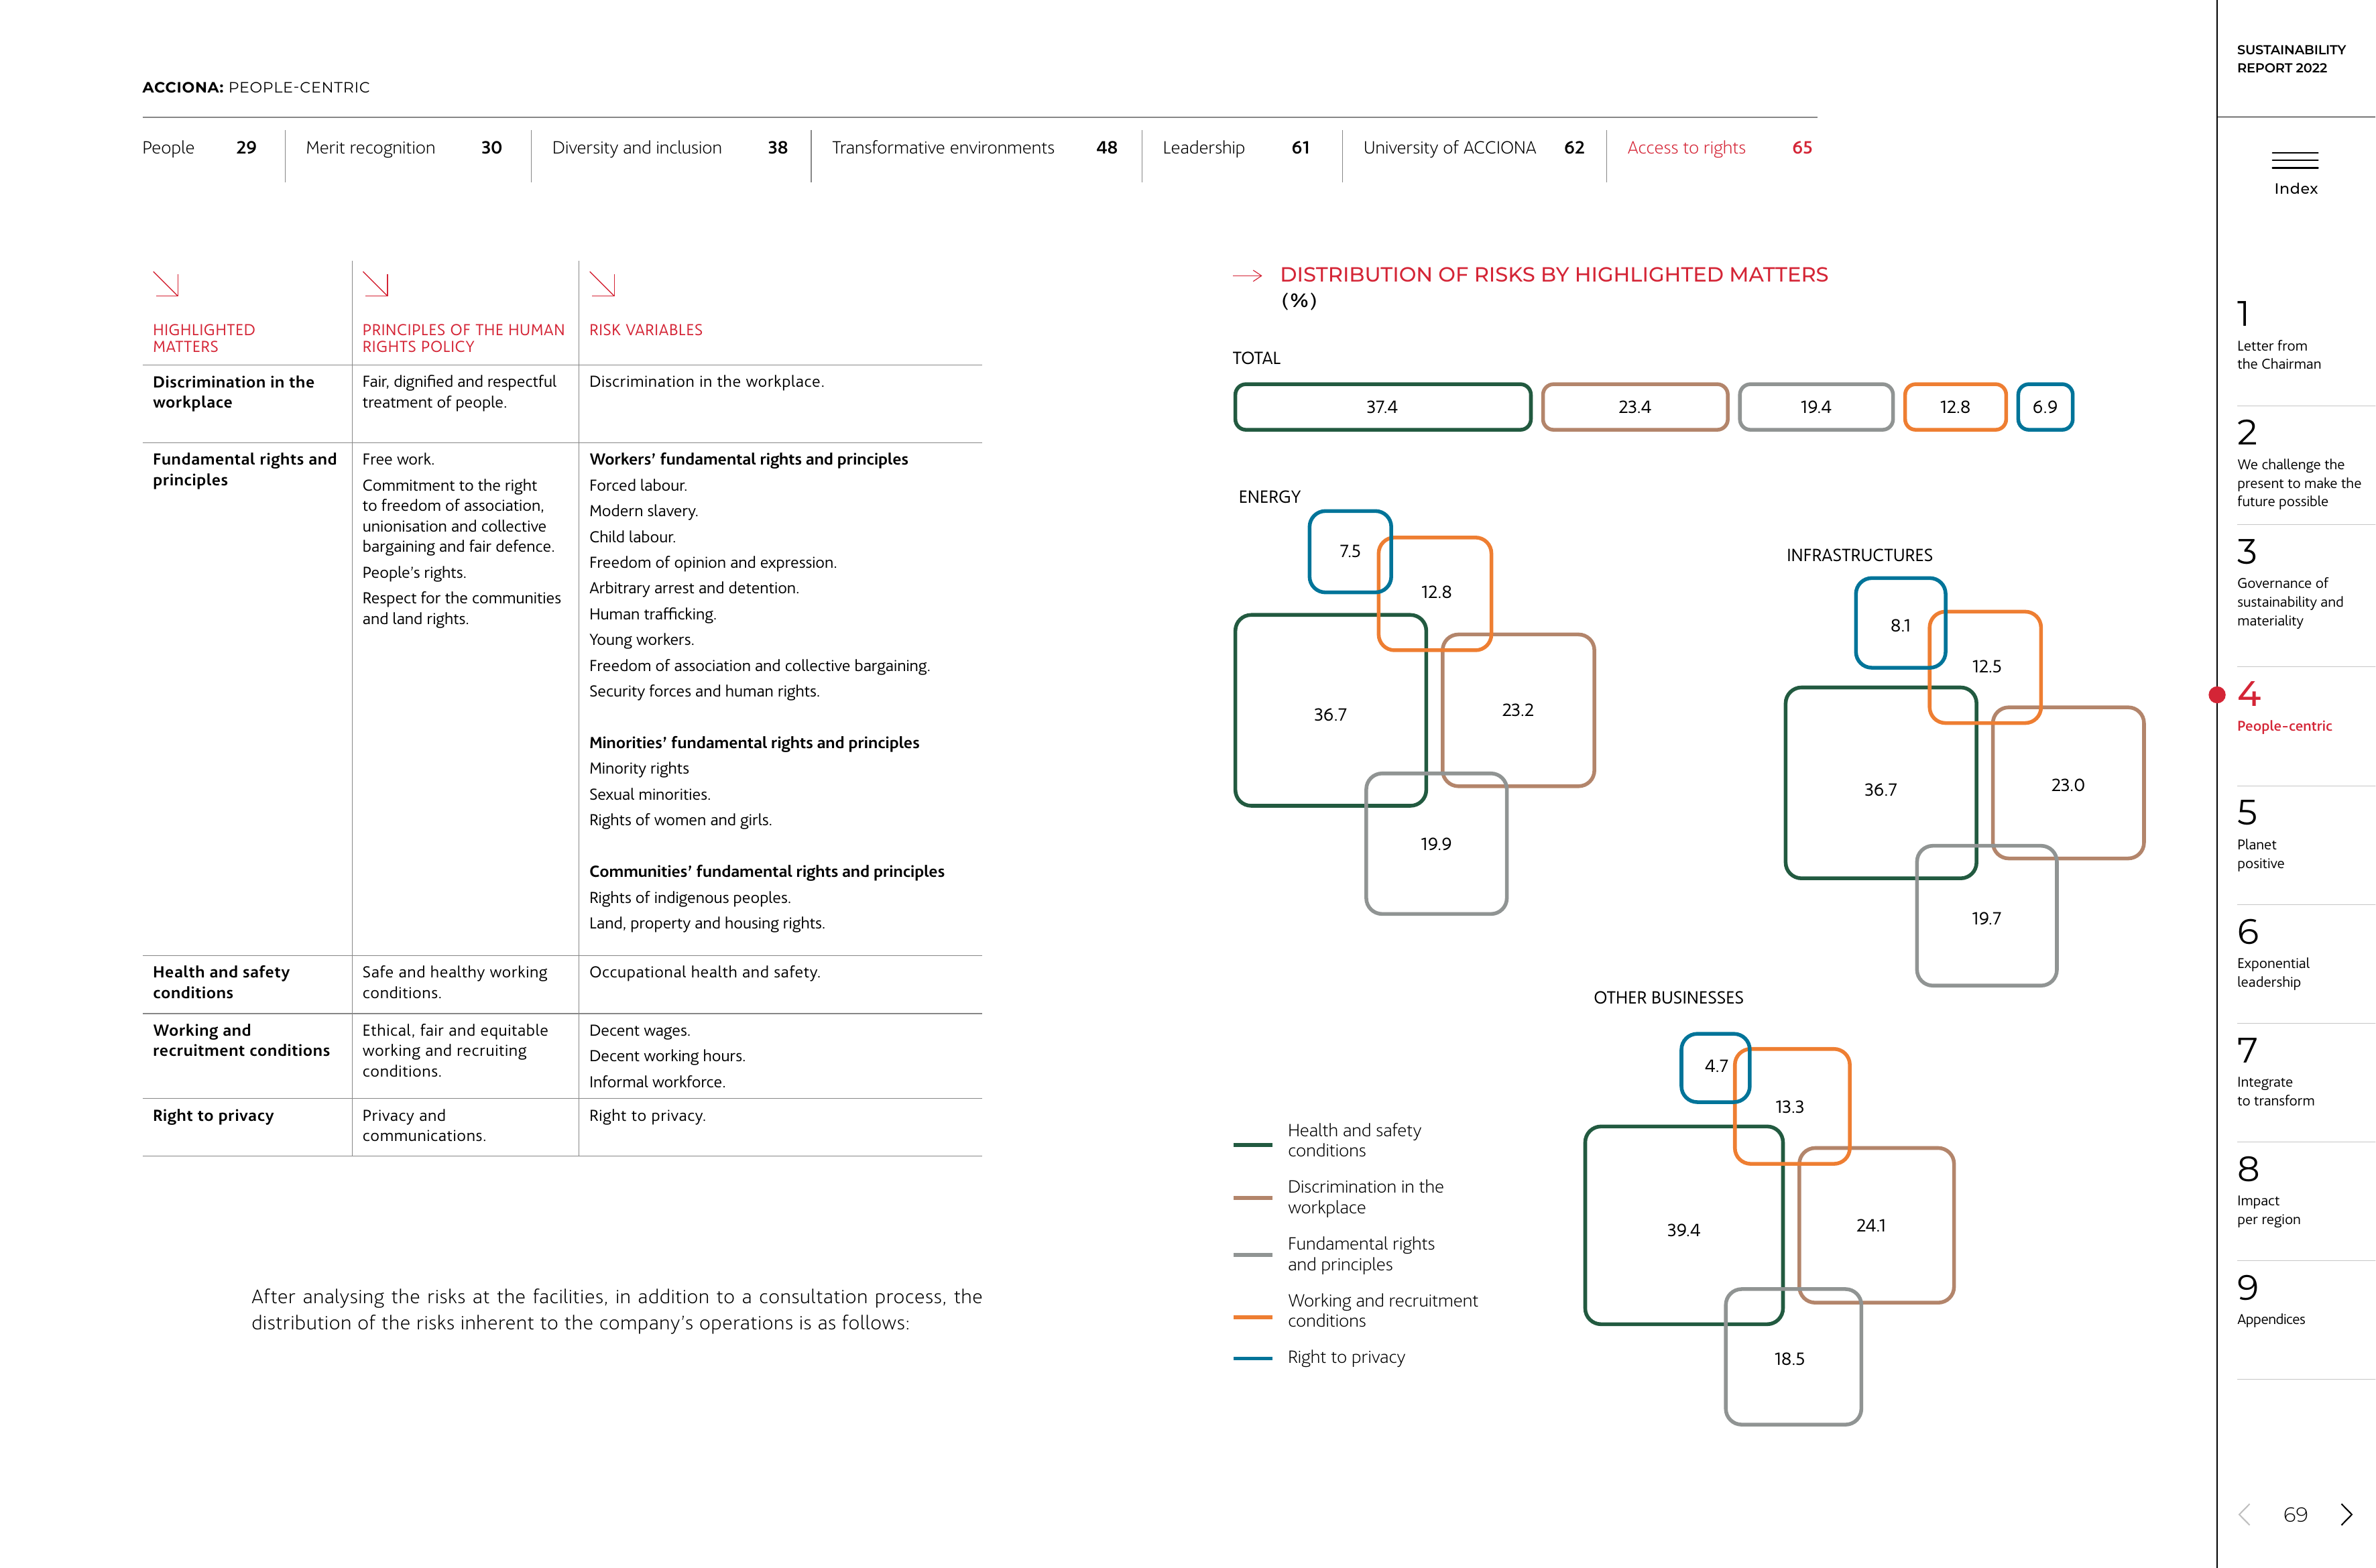 ACCIONA: PEOPLE-CENTRIC
People 29
Merit recognition 30
Diversity and inclusion 38
Transformative environments 48
Leadership 61
University of ACCIONA 62
Access to rights 65
HIGHLIGHTED
MATTERS
PRINCIPLES OF THE HUMAN
RIGHTS POLICY
RISK VARIABLES
Discrimination in the
workplace
Fair, dignified and respectful
treatment of people.
Discrimination in the workplace.
Fundamental rights and
principles
Free work.
Commitment to the right
to freedom of association,
unionisation and collective
bargaining and fair defence.
People’s rights.
Respect for the communities
and land rights.
Workers’ fundamental rights and principles
Forced labour.
Modern slavery.
Child labour.
Freedom of opinion and expression.
Arbitrary arrest and detention.
Human trafficking.
Young workers.
Freedom of association and collective bargaining.
Security forces and human rights.
Minorities’ fundamental rights and principles
Minority rights
Sexual minorities.
Rights of women and girls.
Communities’ fundamental rights and principles
Rights of indigenous peoples.
Land, property and housing rights.
Health and safety
conditions
Safe and healthy working
conditions.
Occupational health and safety.
Working and
recruitment conditions
Ethical, fair and equitable
working and recruiting
conditions.
Decent wages.
Decent working hours.
Informal workforce.
Right to privacy
Privacy and
communications.
Right to privacy.
After analysing the risks at the facilities, in addition to a consultation process, the
distribution of the risks inherent to the company’s operations is as follows:
DISTRIBUTION OF RISKS BY HIGHLIGHTED MATTERS
(%)
TOTAL
37.4
23.4
19.4
12.8
6.9
ENERGY
7.5
12.8
36.7
23.2
19.9
INFRASTRUCTURES
8.1
12.5
36.7
23.0
19.7
OTHER BUSINESSES
4.7
13.3
39.4
24.1
18.5
Health and safety
conditions
Discrimination in the
workplace
Fundamental rights
and principles
Working and recruitment
conditions
Right to privacy
SUSTAINABILITY
REPORT 2022
Index
1
Letter from
the Chairman
2
We challenge the
present to make the
future possible
3
Governance of
sustainability and
materiality
4
People-centric
5
Planet
positive
6
Exponential
leadership
7
Integrate
to transform
8
Impact
per region
9
Appendices
69